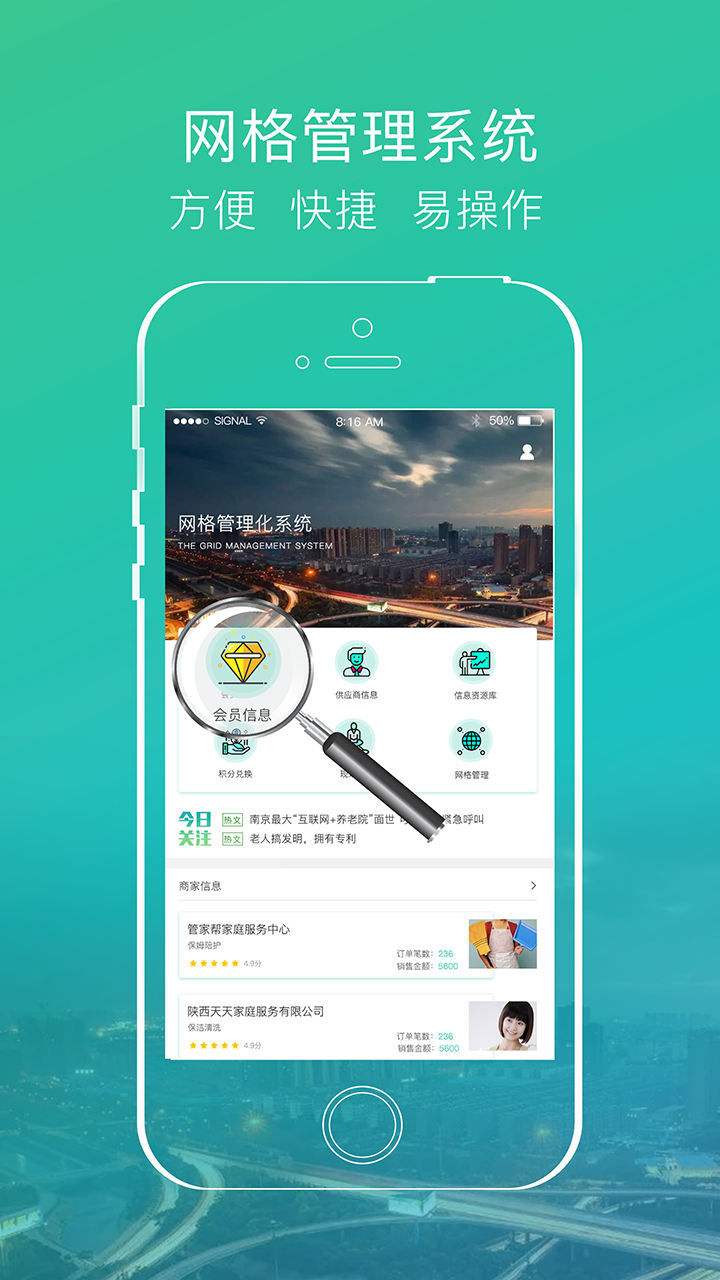 网格管理系统
方便 快捷 易操作
SIGNAL 8:16 AM 50%
网格管理化系统
THE GRID MANAGEMENT SYSTEM
会员信息 供应商信息 信息资源库
积分兑换 现 网格管理
今日关注
热文 南京最大“互联网+养老院”面世 紧急呼叫
热文 老人搞发明，拥有专利
商家信息
管家帮家庭服务中心
保姆陪护
订单笔数：236
4.9分 销售金额：5600
陕西天天家庭服务有限公司
保洁清洗
订单笔数：236
4.9分 销售金额：5600